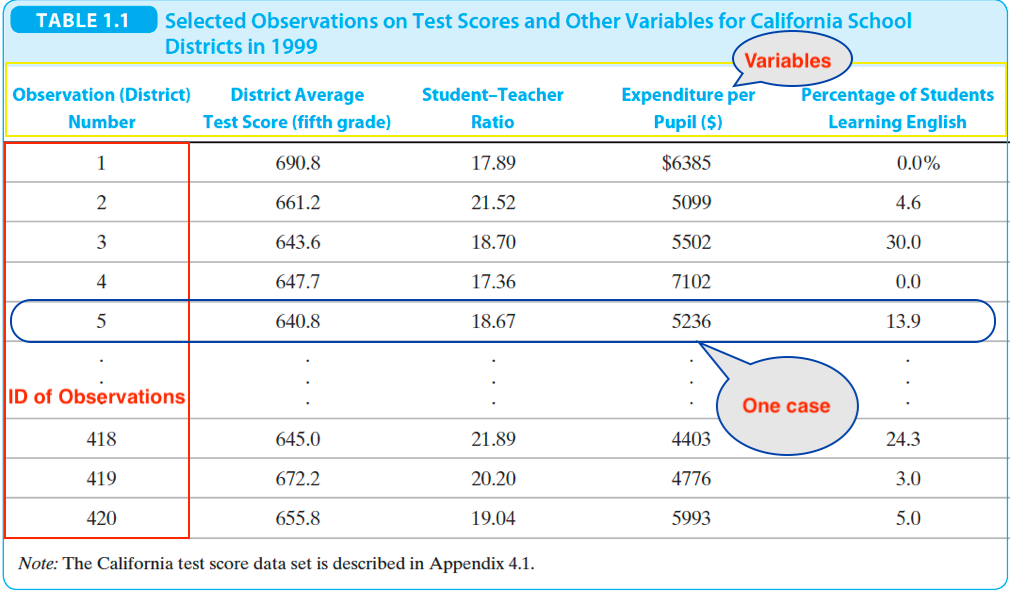 TABLE 1.1 Selected Observations on Test Scores and Other Variables for California School
Districts in 1999
Variables
Observation (District) District Average Student–Teacher Expenditure per Percentage of Students
Number Test Score (fifth grade) Ratio Pupil ($) Learning English
1 690.8 17.89 $6385 0.0%
2 661.2 21.52 5099 4.6
3 643.6 18.70 5502 30.0
4 647.7 17.36 7102 0.0
5 640.8 18.67 5236 13.9
. . . . .
. . . . .
. . . . .
ID of Observations
One case
418 645.0 21.89 4403 24.3
419 672.2 20.20 4776 3.0
420 655.8 19.04 5993 5.0
Note: The California test score data set is described in Appendix 4.1.